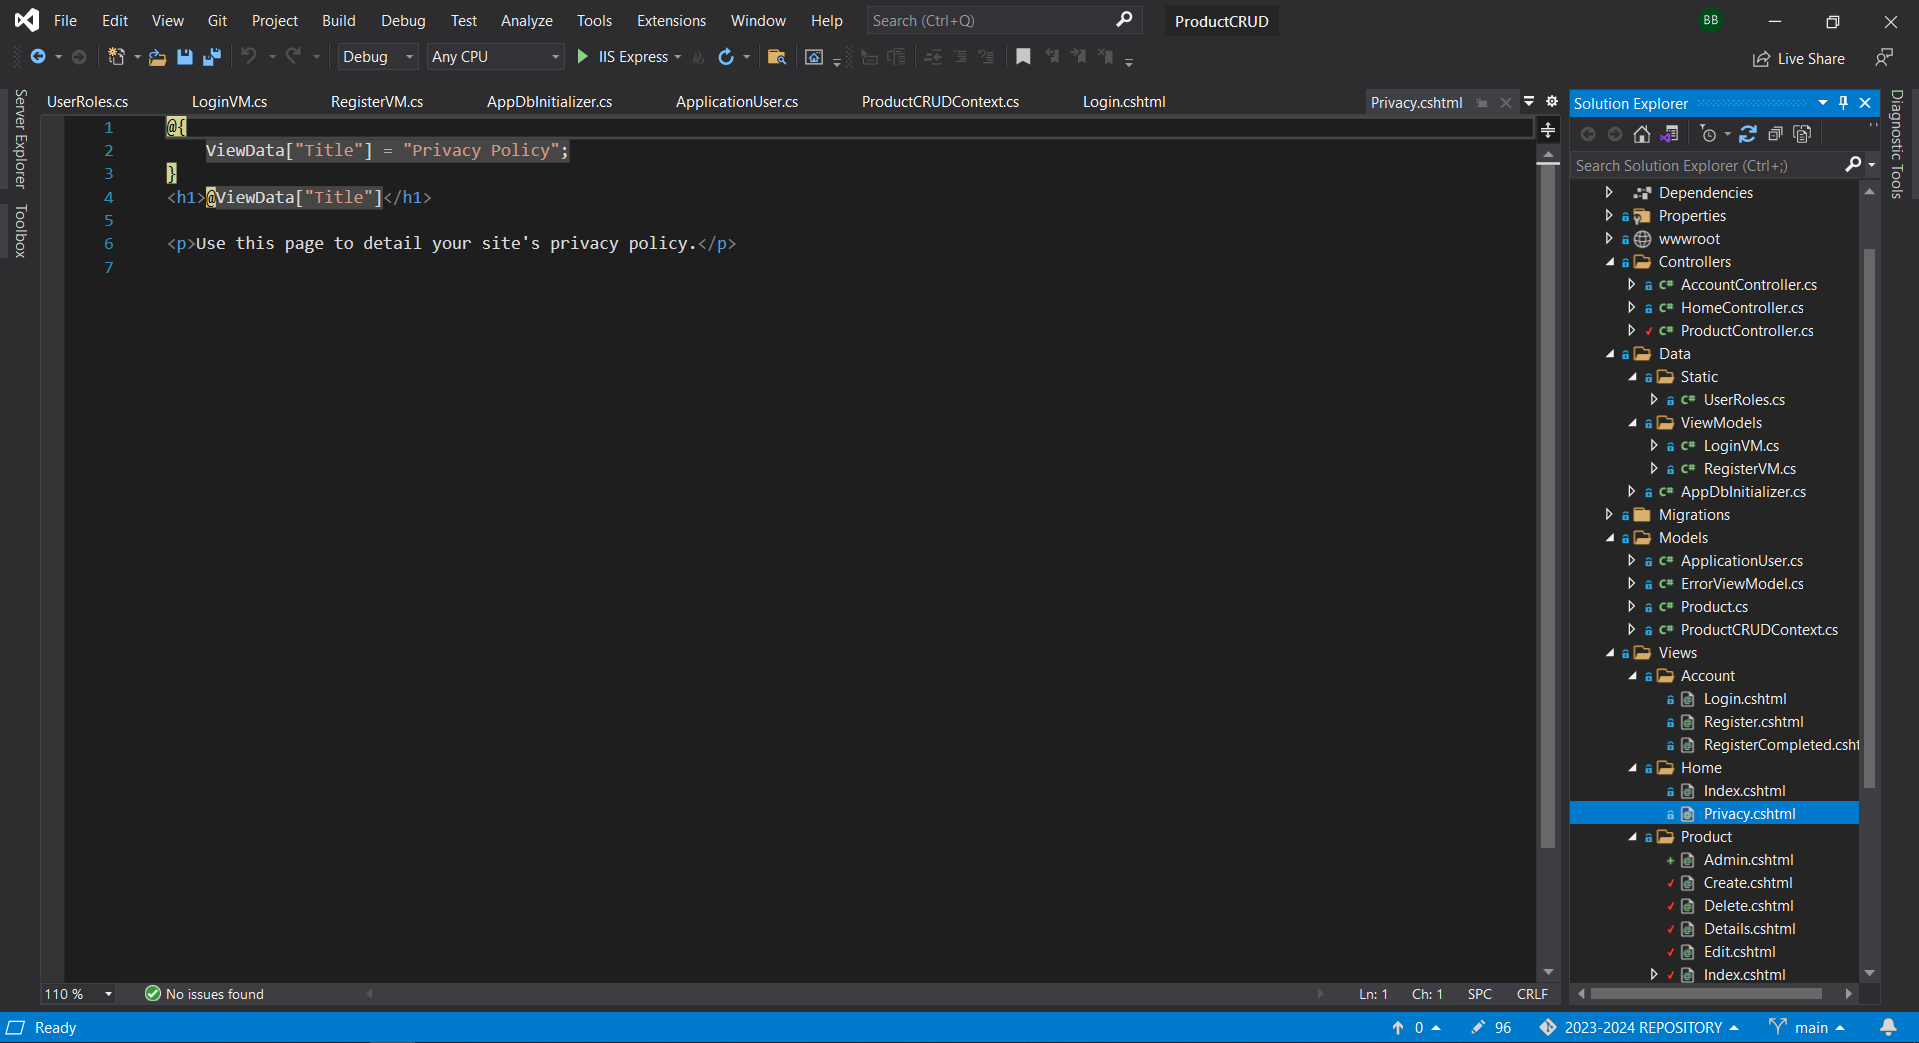 File Edit View Git Project Build Debug Test Analyze Tools Extensions Window Help Search (Ctrl+Q) ProductCRUD BB
Debug Any CPU IIS Express Live Share
Server Explorer
Toolbox
UserRoles.cs LoginVM.cs RegisterVM.cs AppDbInitializer.cs ApplicationUser.cs ProductCRUDContext.cs Login.cshtml Privacy.cshtml
1 @{
2 ViewData["Title"] = "Privacy Policy";
3 }
4 <h1>@ViewData["Title"]</h1>
5
6 <p>Use this page to detail your site's privacy policy.</p>
7
110 % No issues found Ln: 1 Ch: 1 SPC CRLF
Solution Explorer
Search Solution Explorer (Ctrl+;)
Dependencies
Properties
wwwroot
Controllers
C# AccountController.cs
C# HomeController.cs
C# ProductController.cs
Data
Static
C# UserRoles.cs
ViewModels
C# LoginVM.cs
C# RegisterVM.cs
C# AppDbInitializer.cs
Migrations
Models
C# ApplicationUser.cs
C# ErrorViewModel.cs
C# Product.cs
C# ProductCRUDContext.cs
Views
Account
Login.cshtml
Register.cshtml
RegisterCompleted.csht
Home
Index.cshtml
Privacy.cshtml
Product
Admin.cshtml
Create.cshtml
Delete.cshtml
Details.cshtml
Edit.cshtml
Index.cshtml
Diagnostic Tools
Ready 0 96 2023-2024 REPOSITORY main